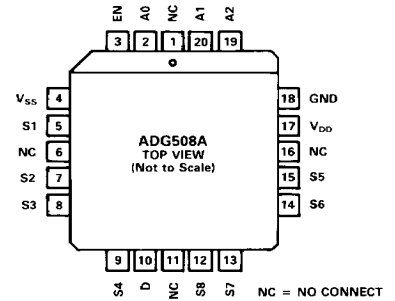 EN A0 NC A1 A2
3 2 1 20 19
V_SS 4 18 GND
S1 5 17 V_DD
NC 6 16 NC
S2 7 15 S5
S3 8 14 S6
ADG508A
TOP VIEW
(Not to Scale)
9 10 11 12 13
S4 D NC S8 S7
NC = NO CONNECT